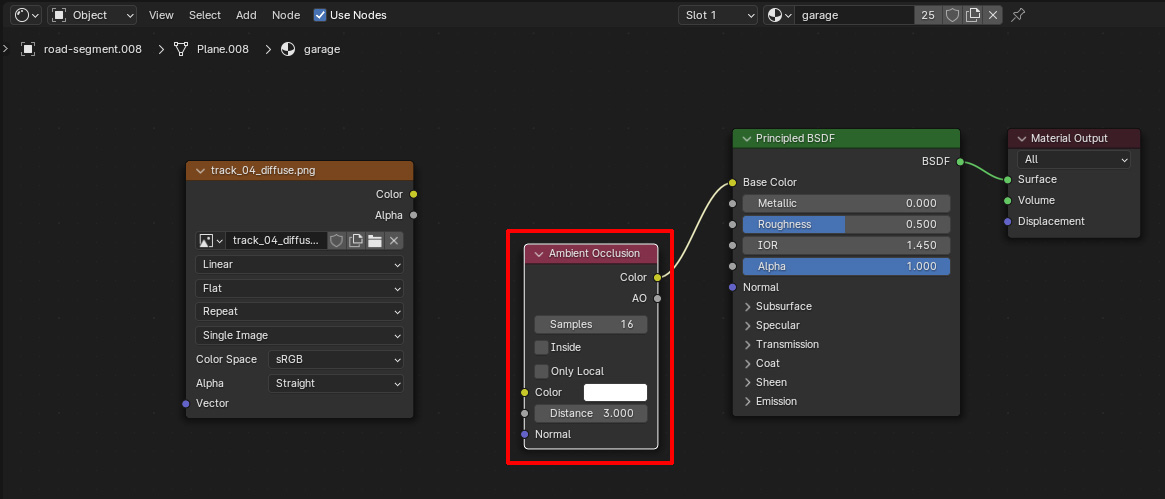 Object View Select Add Node Use Nodes Slot 1 garage 25
road-segment.008 Plane.008 garage
track_04_diffuse.png
Color
Alpha
track_04_diffus...
Linear
Flat
Repeat
Single Image
Color Space sRGB
Alpha Straight
Vector
Ambient Occlusion
Color
AO
Samples 16
Inside
Only Local
Color
Distance 3.000
Normal
Principled BSDF
BSDF
Base Color
Metallic 0.000
Roughness 0.500
IOR 1.450
Alpha 1.000
Normal
Subsurface
Specular
Transmission
Coat
Sheen
Emission
Material Output
All
Surface
Volume
Displacement